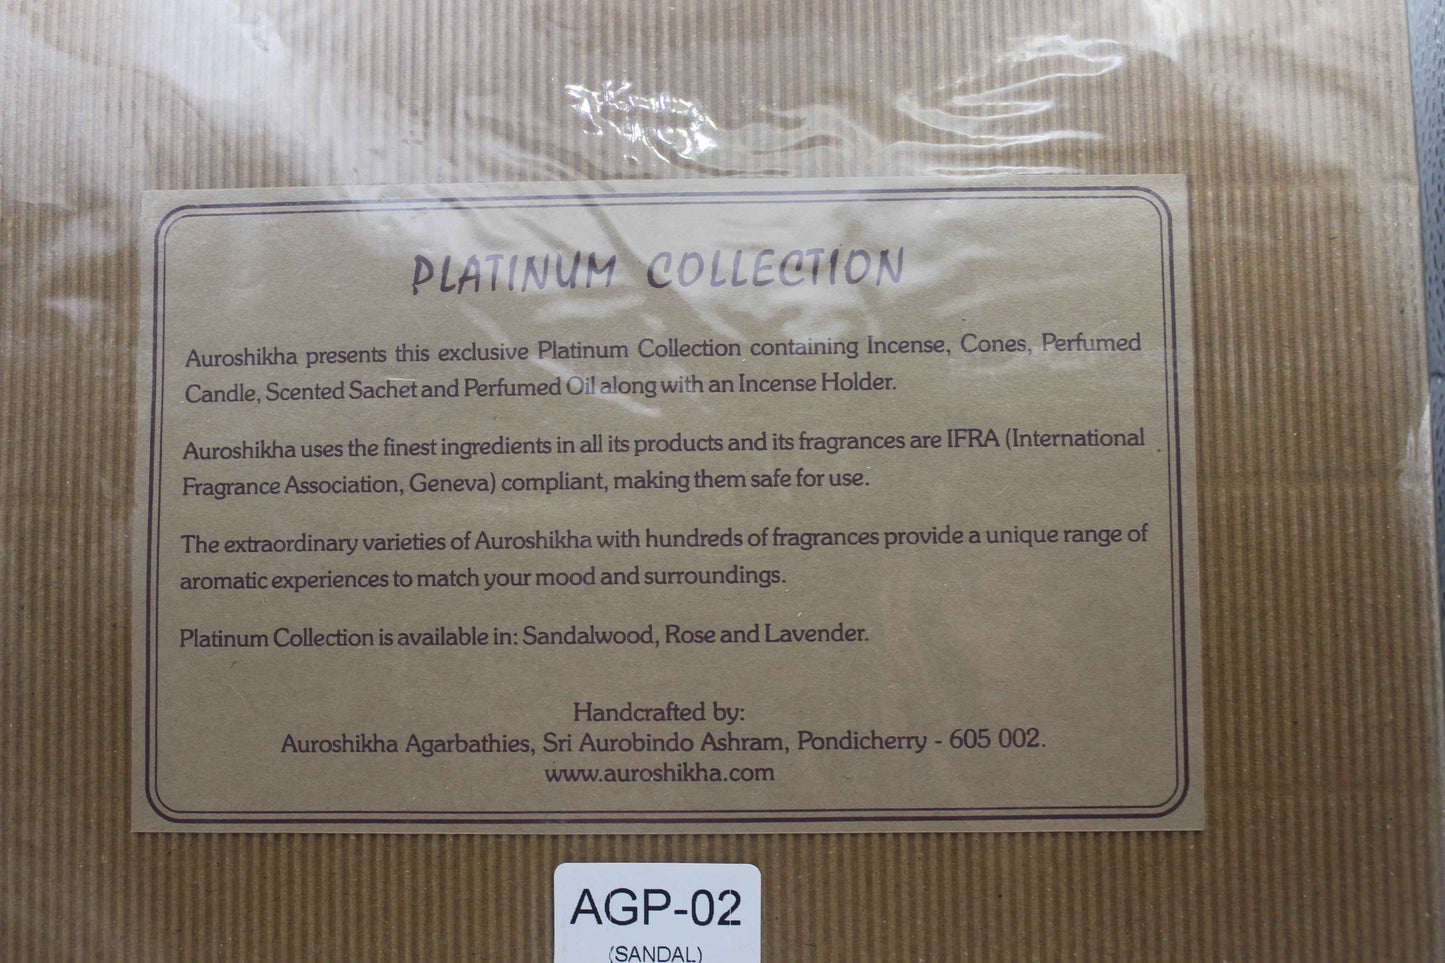 PLATINUM COLLECTION
Auroshikha presents this exclusive Platinum Collection containing Incense, Cones, Perfumed
Candle, Scented Sachet and Perfumed Oil along with an Incense Holder.
Auroshikha uses the finest ingredients in all its products and its fragrances are IFRA (International
Fragrance Association, Geneva) compliant, making them safe for use.
The extraordinary varieties of Auroshikha with hundreds of fragrances provide a unique range of
aromatic experiences to match your mood and surroundings.
Platinum Collection is available in: Sandalwood, Rose and Lavender.
Handcrafted by:
Auroshikha Agarbathies, Sri Aurobindo Ashram, Pondicherry - 605 002.
www.auroshikha.com
AGP-02
(SANDAL)